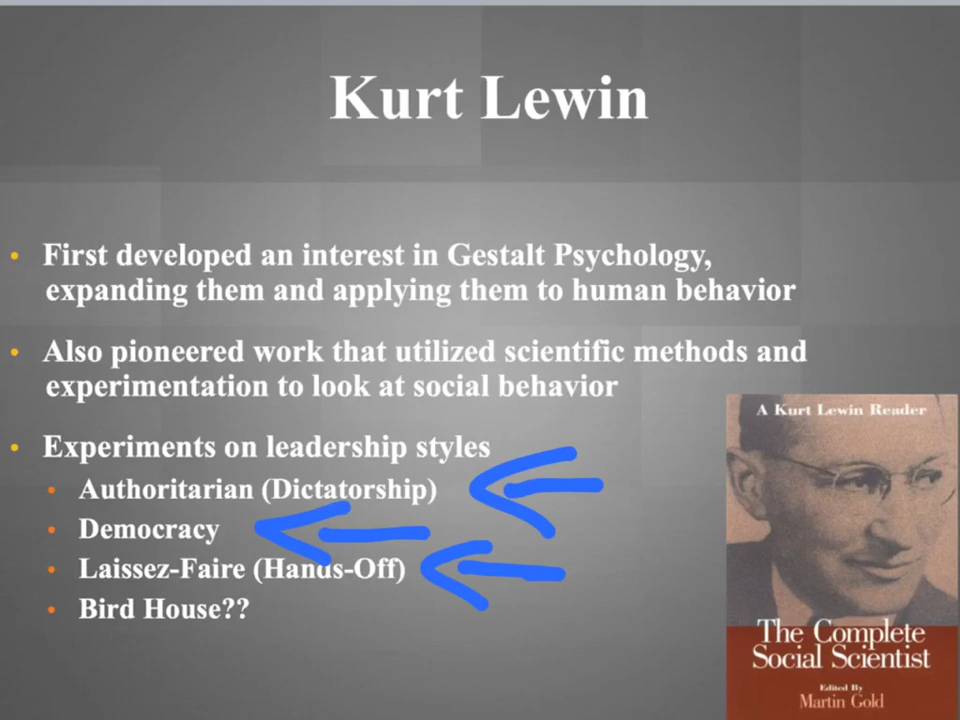 Kurt Lewin
• First developed an interest in Gestalt Psychology,
expanding them and applying them to human behavior
• Also pioneered work that utilized scientific methods and
experimentation to look at social behavior
• Experiments on leadership styles
• Authoritarian (Dictatorship)
• Democracy
• Laissez-Faire (Hands-Off)
• Bird House??
A Kurt Lewin Reader
The Complete
Social Scientist
Edited By
Martin Gold